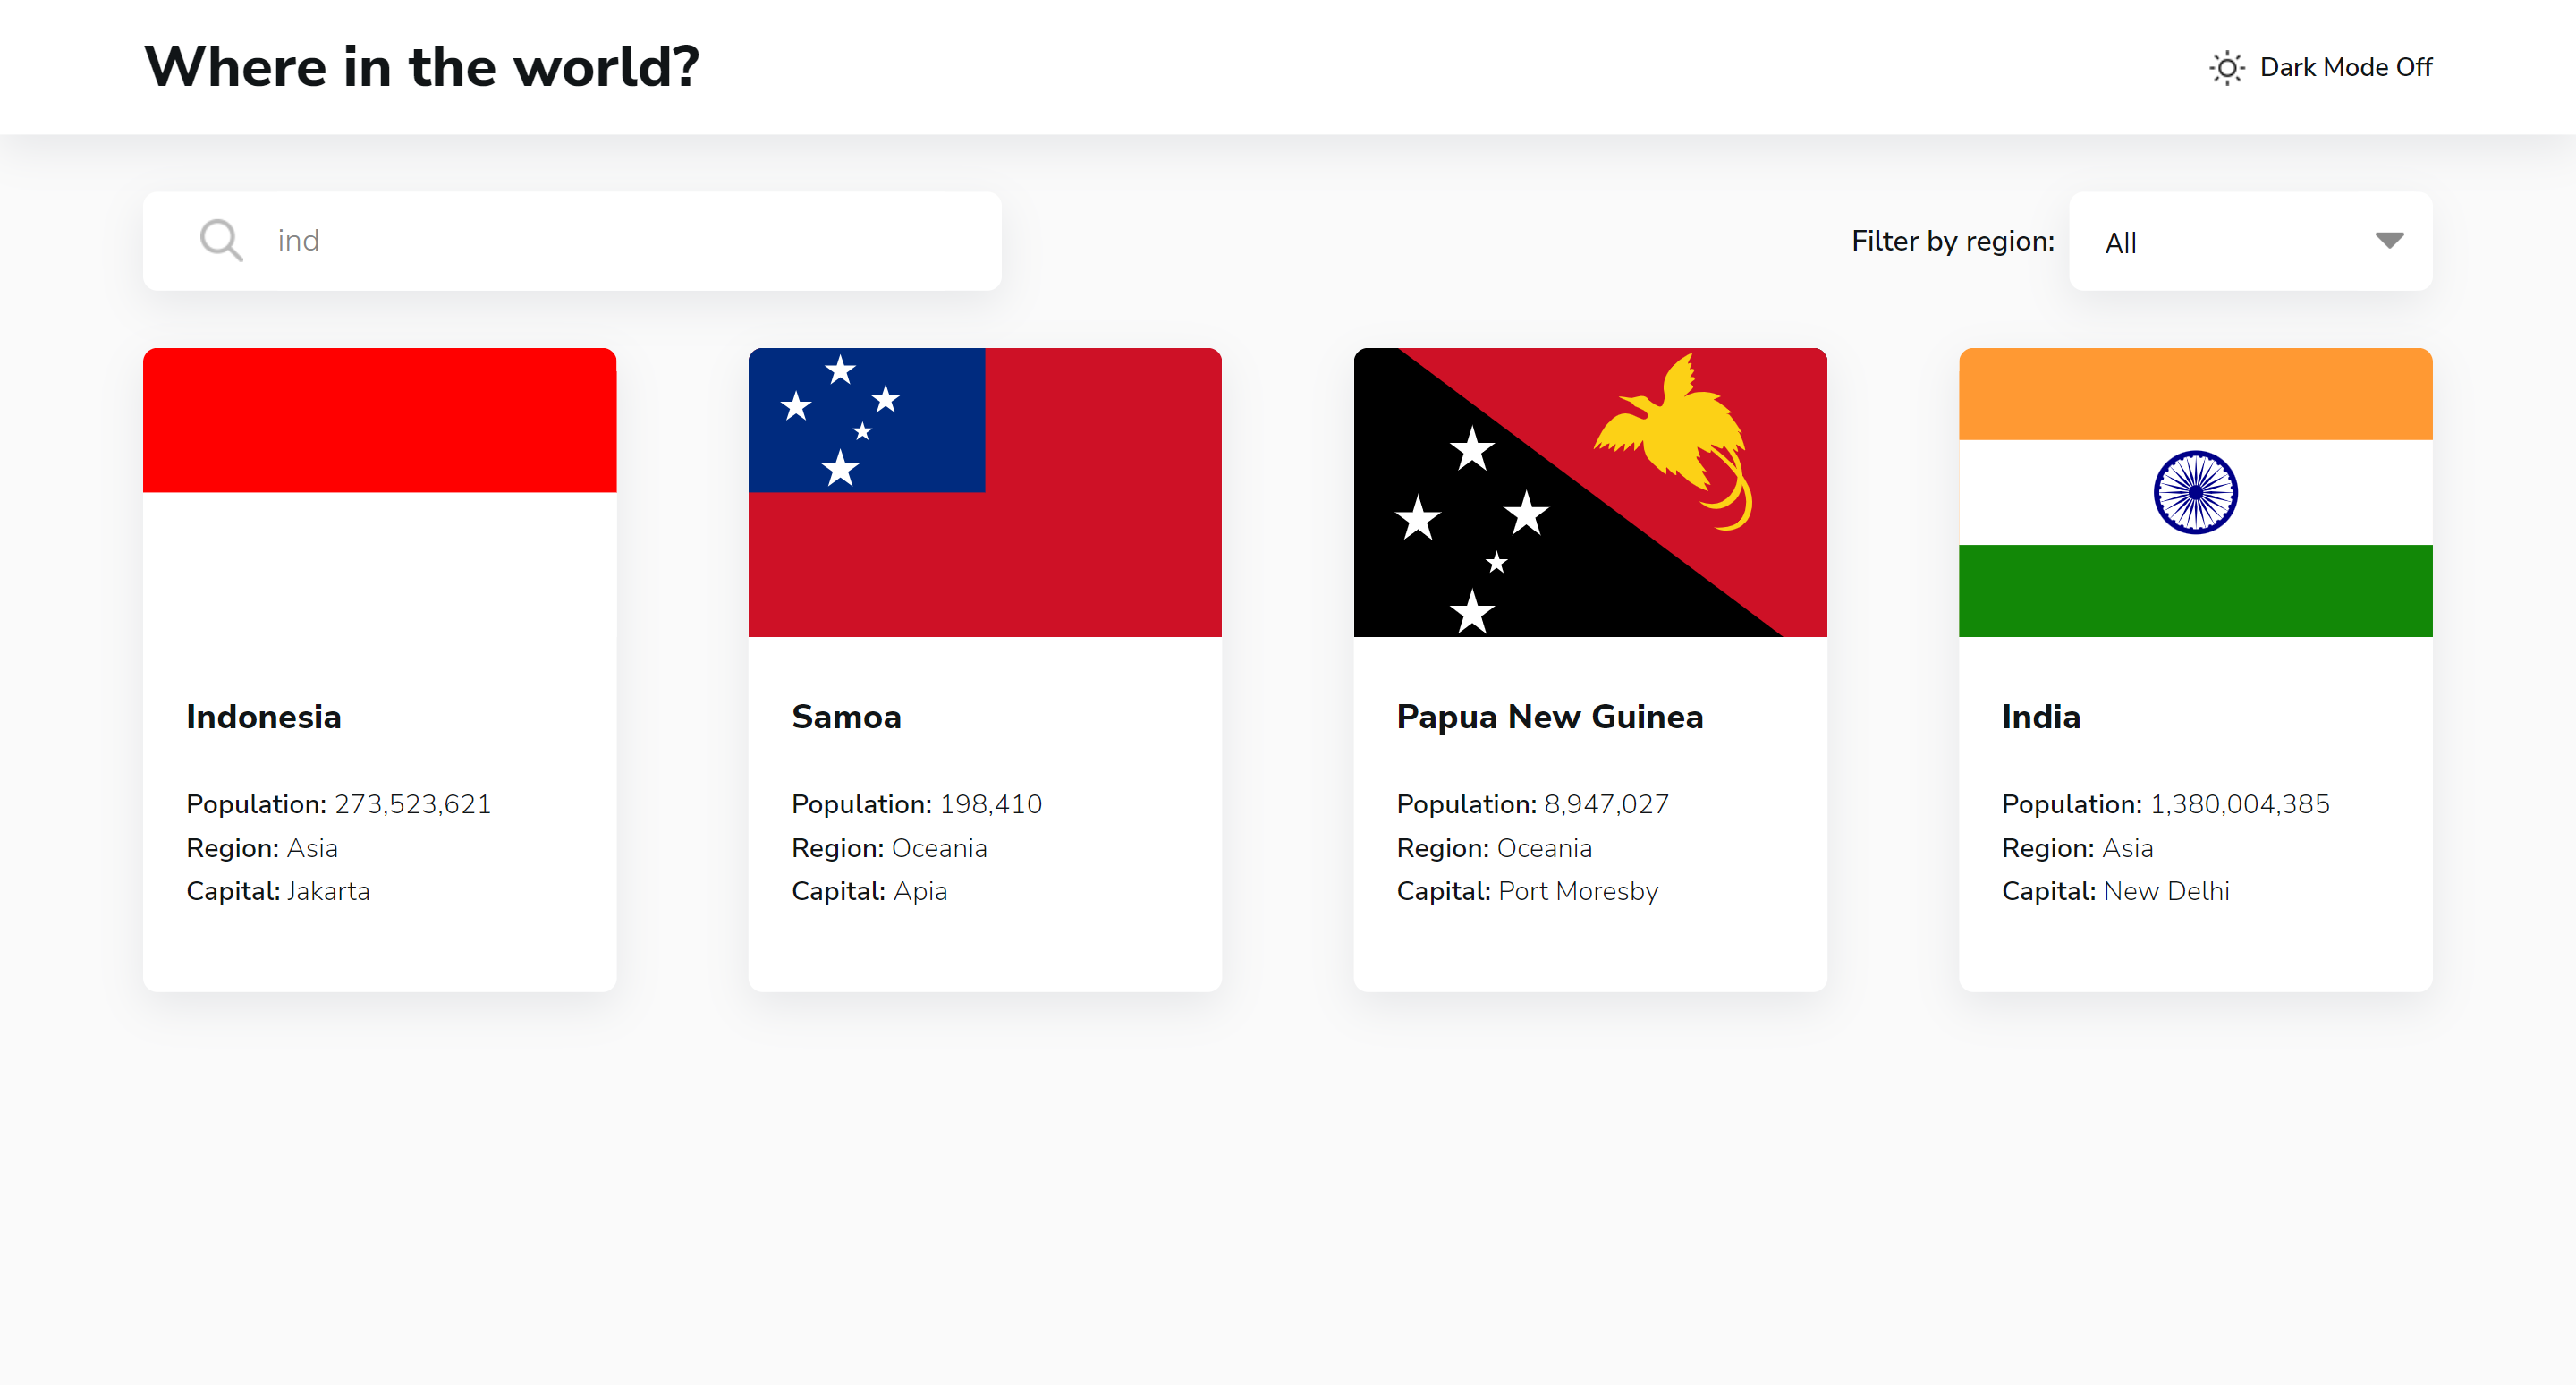 Where in the world?
Dark Mode Off
ind
Filter by region:
All
Indonesia
Population: 273,523,621
Region: Asia
Capital: Jakarta
Samoa
Population: 198,410
Region: Oceania
Capital: Apia
Papua New Guinea
Population: 8,947,027
Region: Oceania
Capital: Port Moresby
India
Population: 1,380,004,385
Region: Asia
Capital: New Delhi